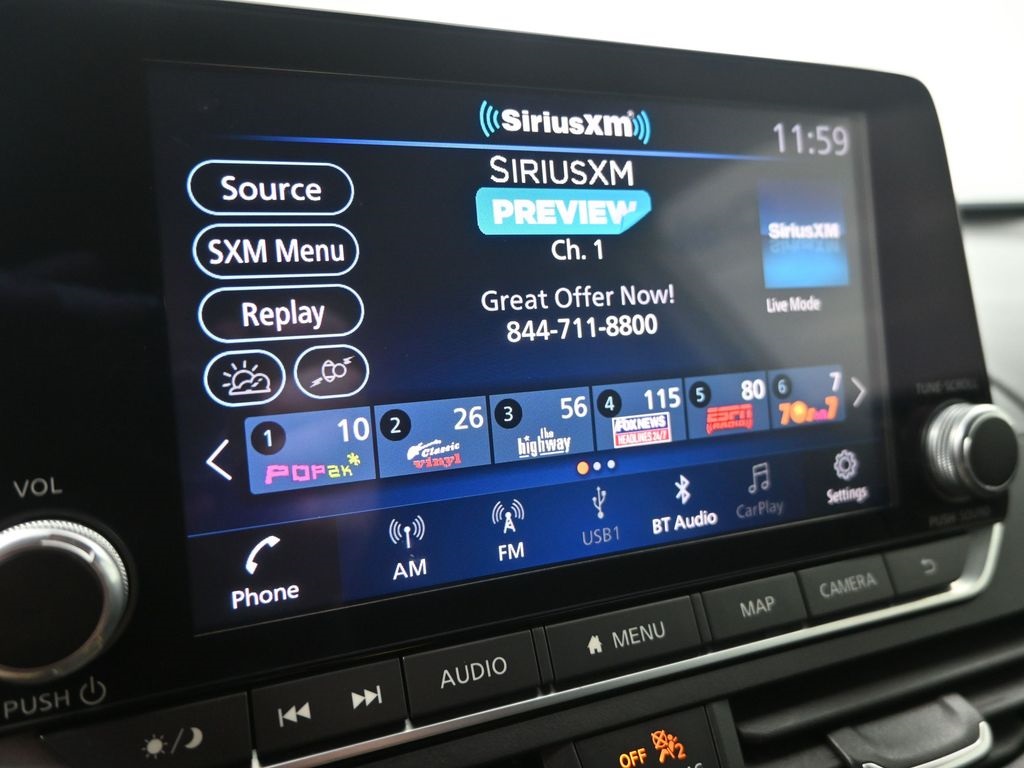 SiriusXM
11:59
Source
SIRIUSXM
PREVIEW
SiriusXM
SXM Menu
Ch. 1
Replay
Great Offer Now!
Live Mode
844-711-8800
1 10 POP2K
2 26 Classic vinyl
3 56 the highway
4 115 FOX NEWS HEADLINES 24/7
5 80 ESPN RADIO
6 7 70s on 7
Phone
AM
FM
USB1
BT Audio
CarPlay
Settings
VOL
TUNE·SCROLL
PUSH SOUND
PUSH
AUDIO
MENU
MAP
CAMERA
OFF
2